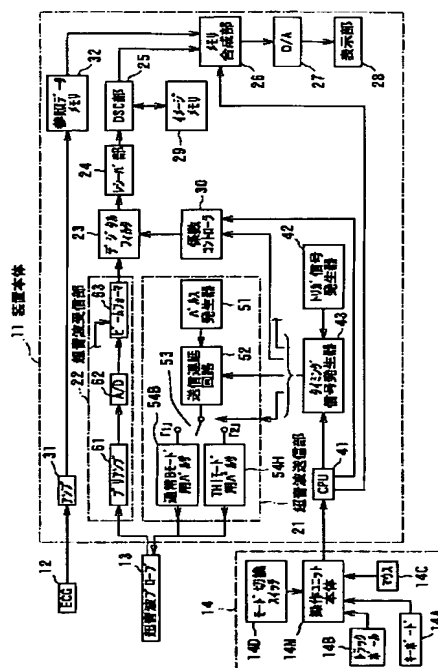 11 装置本体
12
ECG
31
アンプ
参照データ
メモリ
32
22 超音波受信部
13
超音波プローブ
61
プリアンプ
62
A/D
63
ビームフォーマ
23
デジタル
フィルタ
24
レシーバ部
25
DSC部
メモリ
合成部
26
D/A
27
表示部
28
イメージ
メモリ
29
係数
コントローラ
30
54B
通常Bモード
用パルサ
T1
T2
53
送信遅延
回路
52
パルス
発生器
51
THIモード
用パルサ
54H
21 超音波送信部
トリガ信号
発生器
42
タイミング
信号発生器
43
CPU
41
14
モード切換
スイッチ
14D
操作ユニット
本体
14N
マウス
14C
トラック
ボール
14B
キーボード
14A